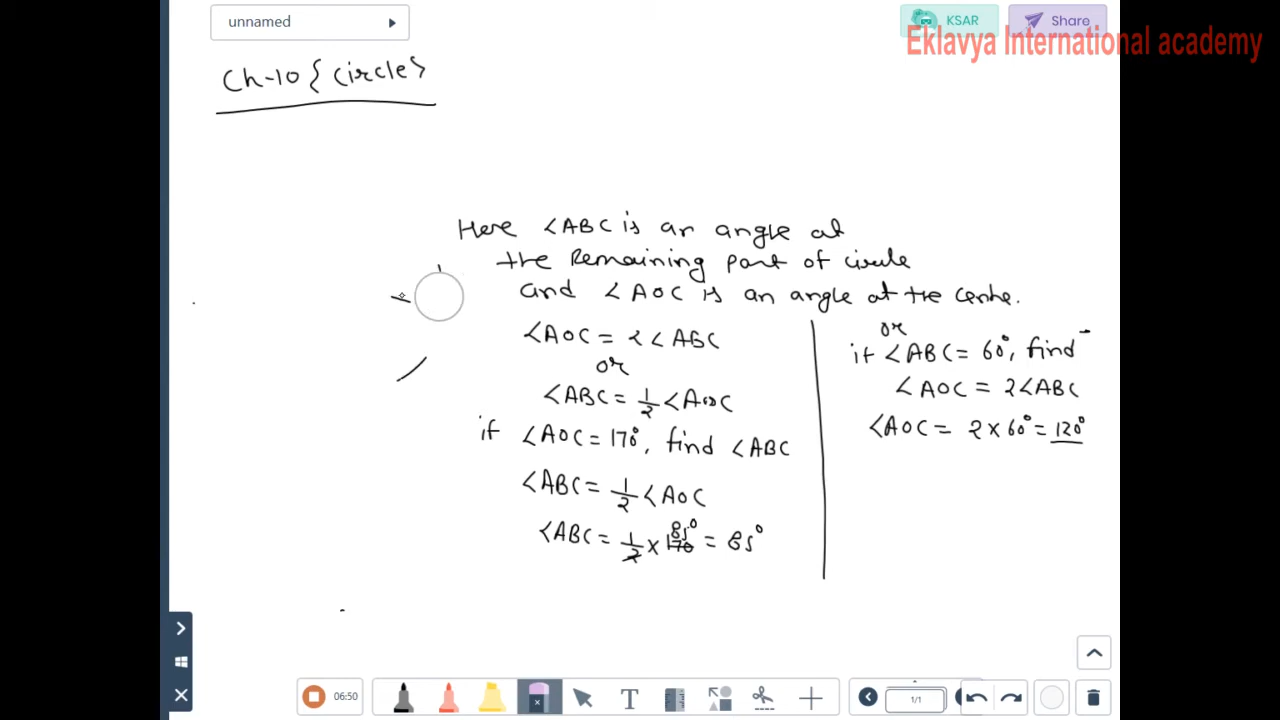 unnamed
KSAR
Share
Eklavya International academy
Ch-10 { Circle }
Here ∠ABC is an angle at
the remaining part of circle
and ∠AOC is an angle at the centre.
∠AOC = 2∠ABC
or
∠ABC = 1/2 ∠AOC
if ∠AOC = 170°, find ∠ABC
∠ABC = 1/2 ∠AOC
∠ABC = 1/2 × 170 85° = 85°
or
if ∠ABC = 60°, find
∠AOC = 2∠ABC
∠AOC = 2 × 60° = 120°
06:50
T
1/1